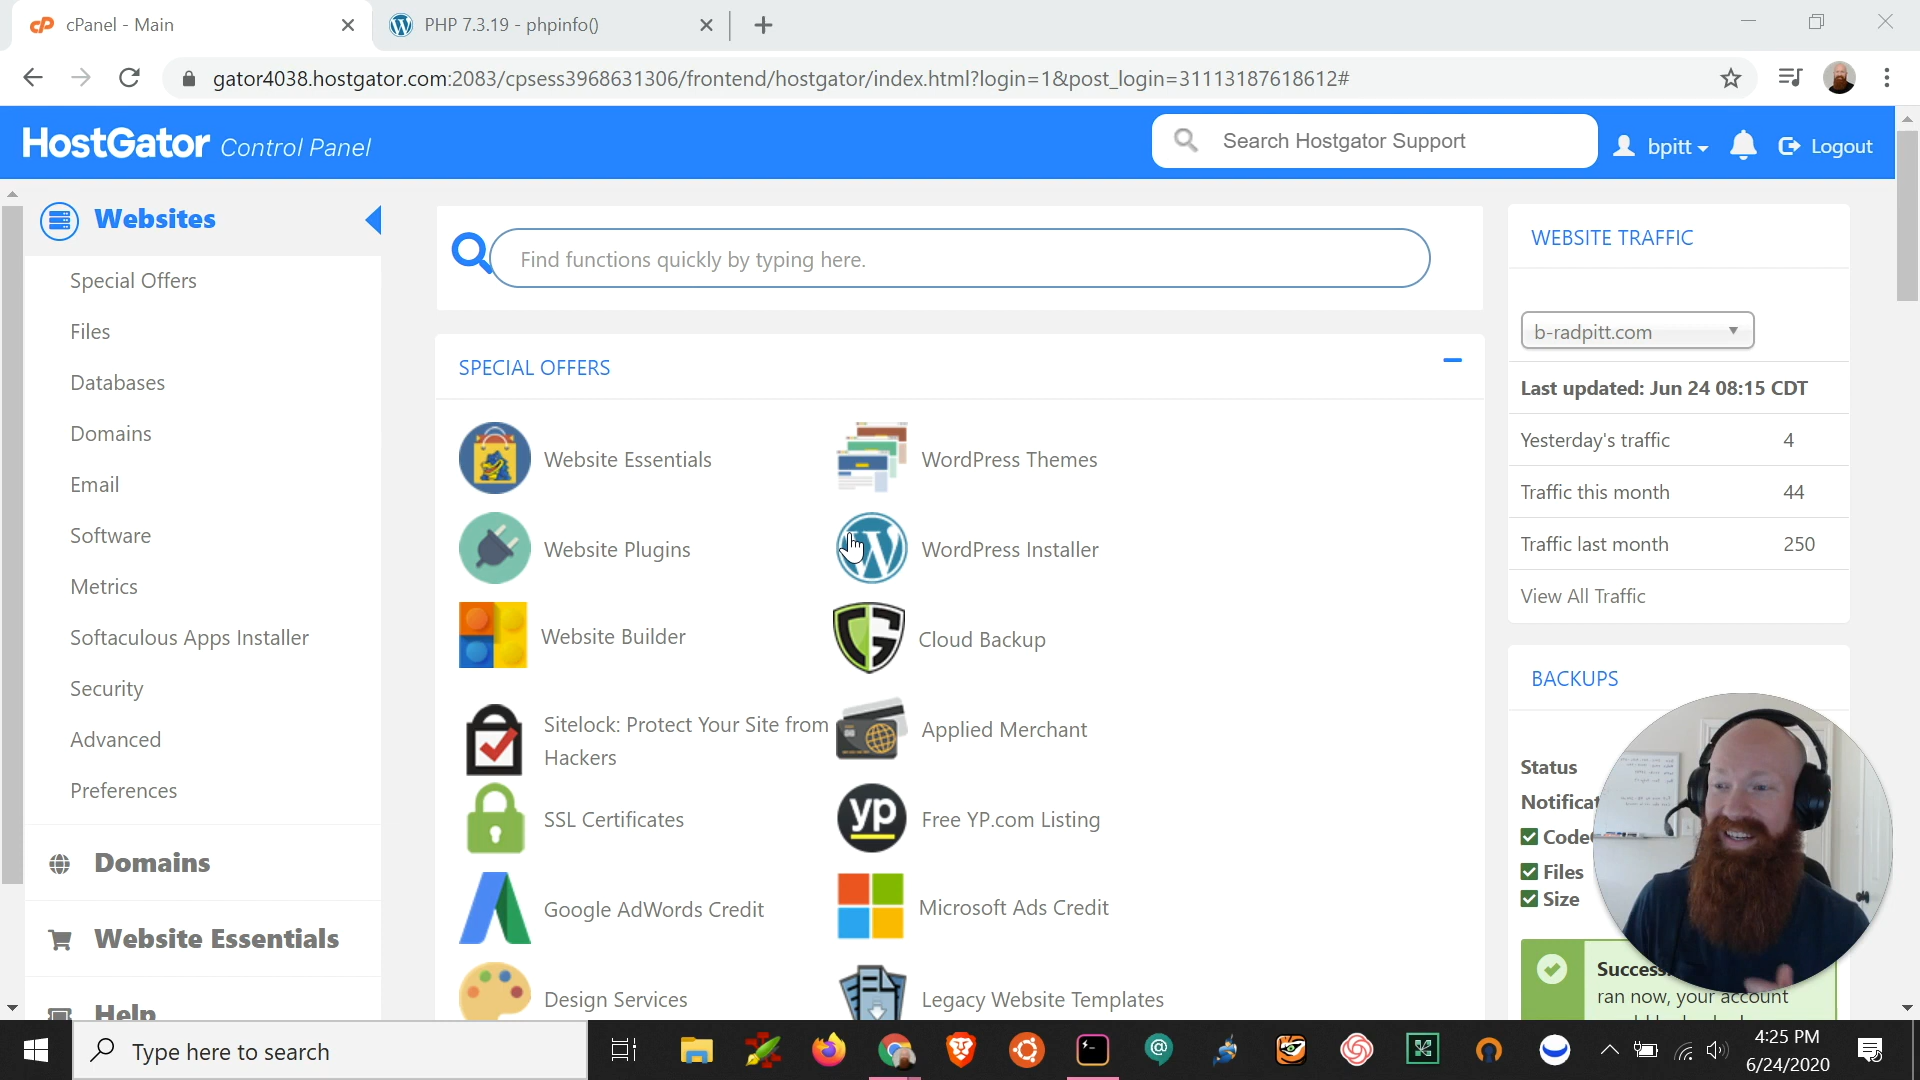 cPanel - Main
PHP 7.3.19 - phpinfo()
gator4038.hostgator.com:2083/cpsess3968631306/frontend/hostgator/index.html?login=1&post_login=31113187618612#
HostGator Control Panel
Search Hostgator Support
bpitt
Logout
Websites
Special Offers
Files
Databases
Domains
Email
Software
Metrics
Softaculous Apps Installer
Security
Advanced
Preferences
Domains
Website Essentials
Help
Find functions quickly by typing here.
SPECIAL OFFERS
Website Essentials
WordPress Themes
Website Plugins
WordPress Installer
Website Builder
Cloud Backup
Sitelock: Protect Your Site from
Hackers
Applied Merchant
SSL Certificates
yp
Free YP.com Listing
Google AdWords Credit
Microsoft Ads Credit
Design Services
Legacy Website Templates
WEBSITE TRAFFIC
b-radpitt.com
Last updated: Jun 24 08:15 CDT
Yesterday's traffic 4
Traffic this month 44
Traffic last month 250
View All Traffic
BACKUPS
Status
Files
Size
ran now, your account
Type here to search
4:25 PM
6/24/2020